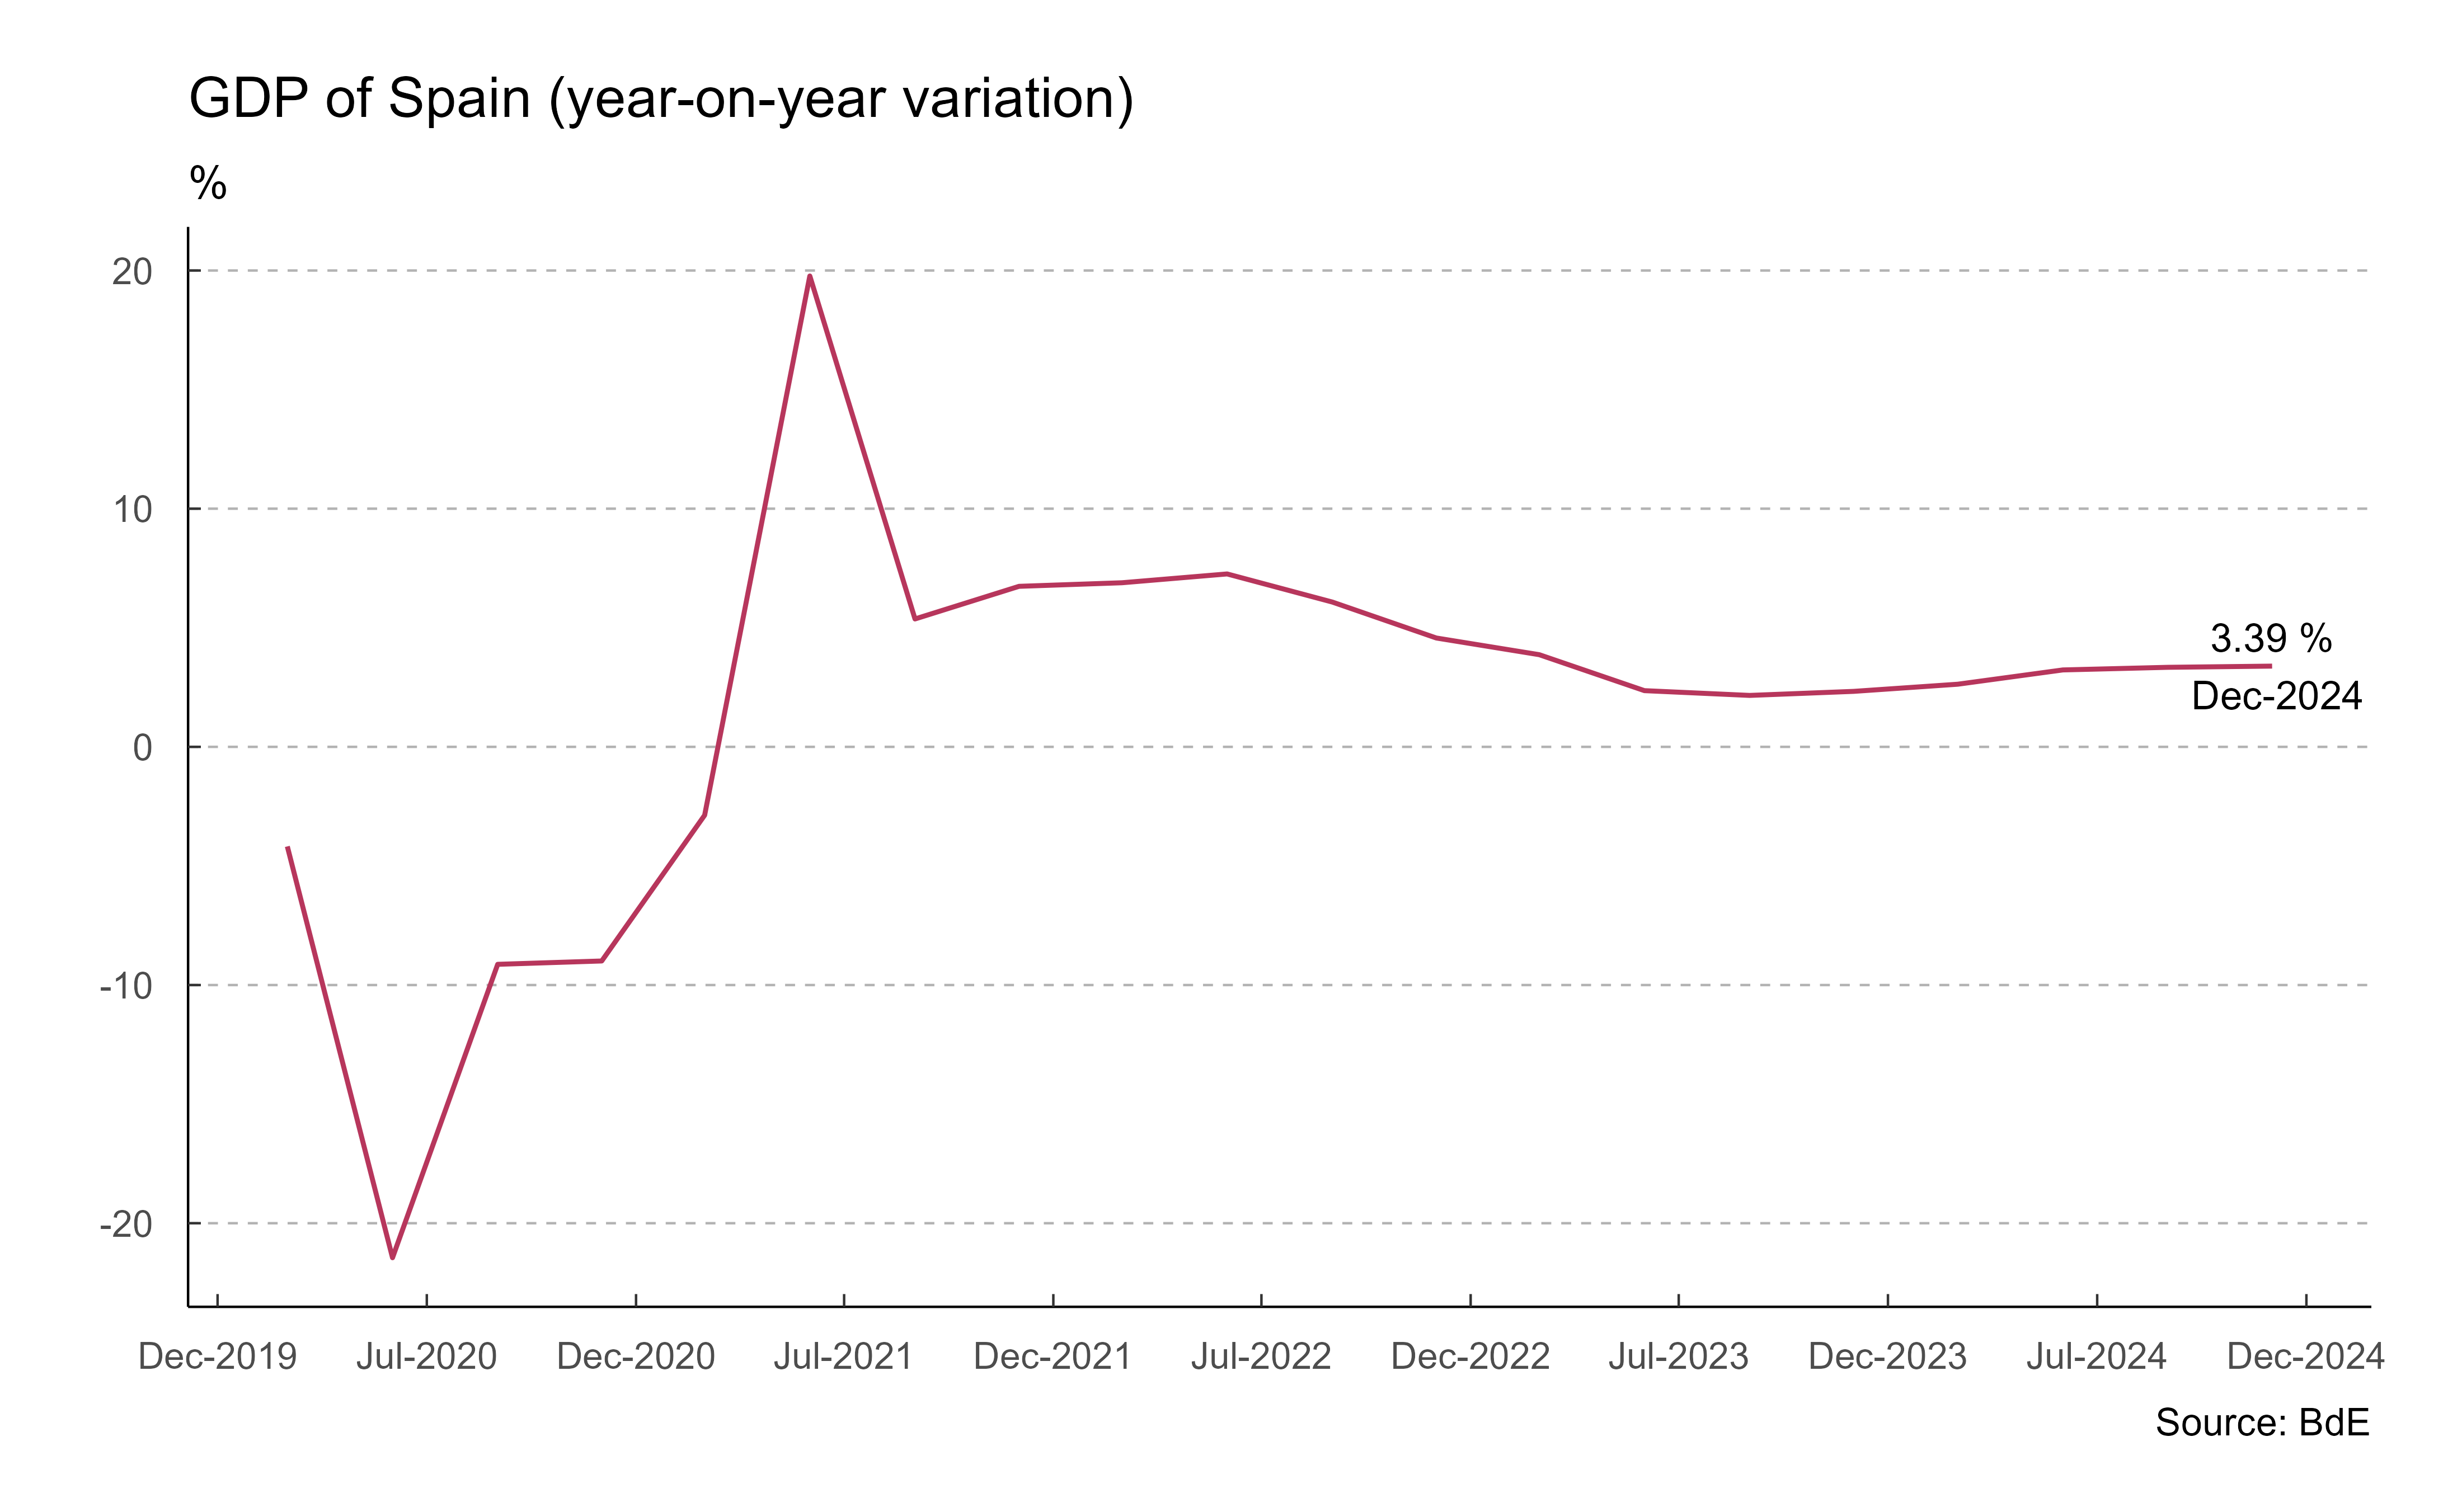 GDP of Spain (year-on-year variation)
%
20
10
0
-10
-20
3.39 %
Dec-2024
Dec-2019 Jul-2020 Dec-2020 Jul-2021 Dec-2021 Jul-2022 Dec-2022 Jul-2023 Dec-2023 Jul-2024 Dec-2024
Source: BdE